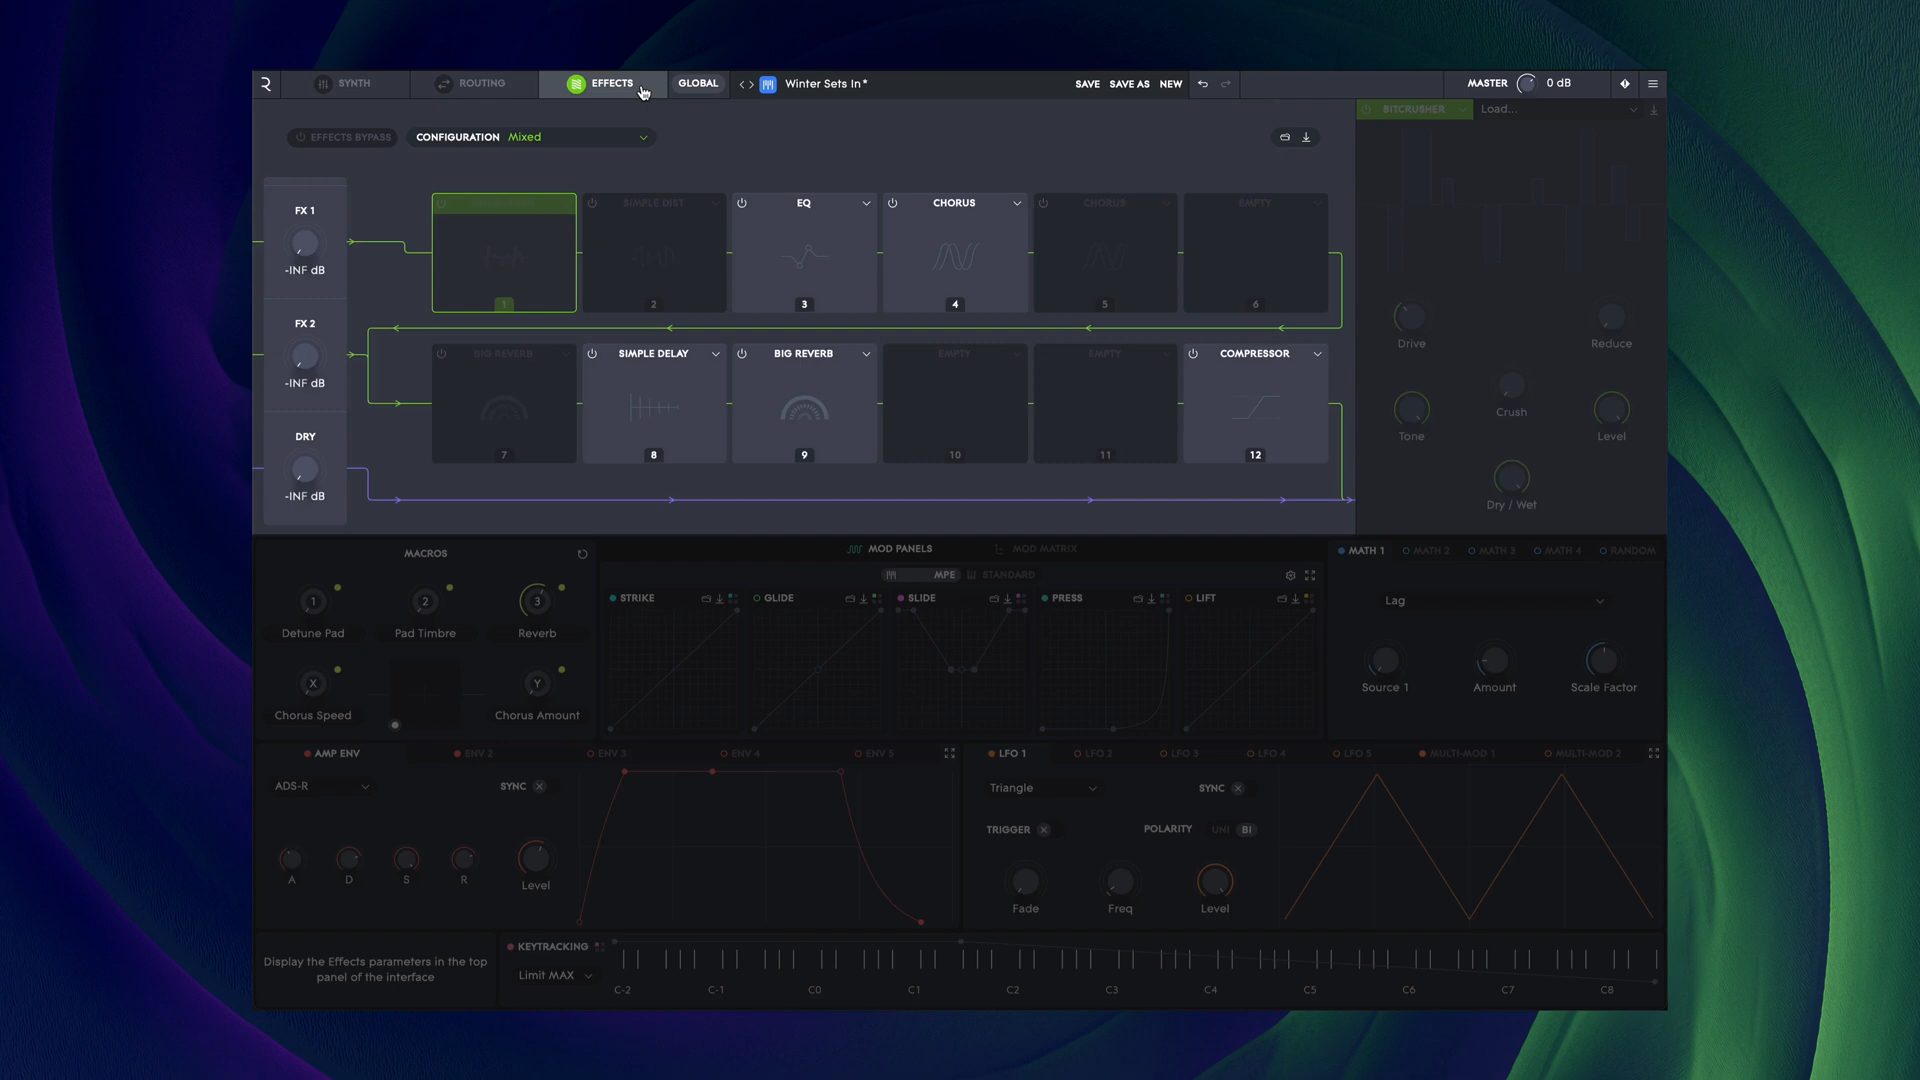 SYNTH
ROUTING
EFFECTS
GLOBAL
Winter Sets In*
SAVE
SAVE AS
NEW
MASTER
0 dB
EFFECTS BYPASS
CONFIGURATION Mixed
BITCRUSHER
Load...
FX 1
-INF dB
FX 2
-INF dB
DRY
-INF dB
1
SIMPLE DIST
2
EQ
3
CHORUS
4
CHORUS
5
EMPTY
6
BIG REVERB
7
SIMPLE DELAY
8
BIG REVERB
9
EMPTY
10
EMPTY
11
COMPRESSOR
12
Drive
Reduce
Crush
Tone
Level
Dry / Wet
MACROS
1
Detune Pad
2
Pad Timbre
3
Reverb
X
Chorus Speed
Y
Chorus Amount
MOD PANELS
MOD MATRIX
MPE
STANDARD
STRIKE
GLIDE
SLIDE
PRESS
LIFT
MATH 1
MATH 2
MATH 3
MATH 4
RANDOM
Lag
Source 1
Amount
Scale Factor
AMP ENV
ENV 2
ENV 3
ENV 4
ENV 5
ADS-R
SYNC
A
D
S
R
Level
LFO 1
LFO 2
LFO 3
LFO 4
LFO 5
MULTI-MOD 1
MULTI-MOD 2
Triangle
SYNC
TRIGGER
POLARITY
UNI
BI
Fade
Freq
Level
Display the Effects parameters in the top
panel of the interface
KEYTRACKING
Limit MAX
C-2
C-1
C0
C1
C2
C3
C4
C5
C6
C7
C8